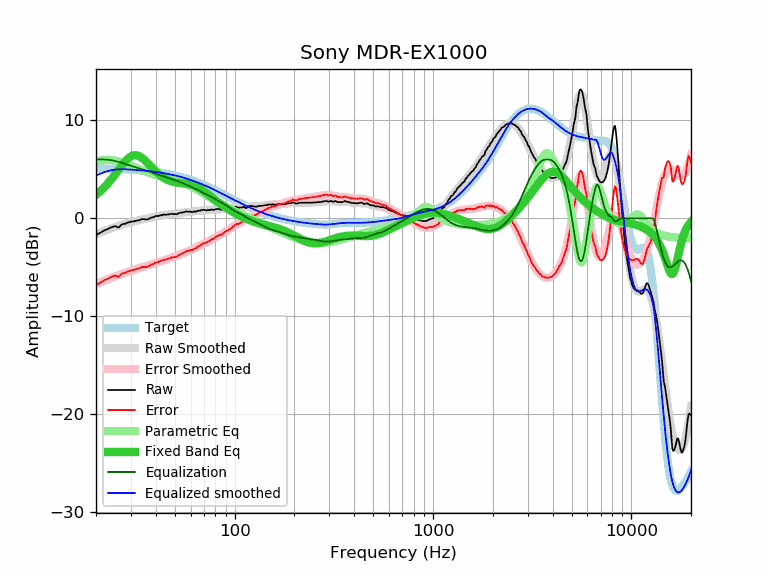 Sony MDR-EX1000
Amplitude (dBr)
10
0
−10
−20
−30
Target
Raw Smoothed
Error Smoothed
Raw
Error
Parametric Eq
Fixed Band Eq
Equalization
Equalized smoothed
100
1000
10000
Frequency (Hz)